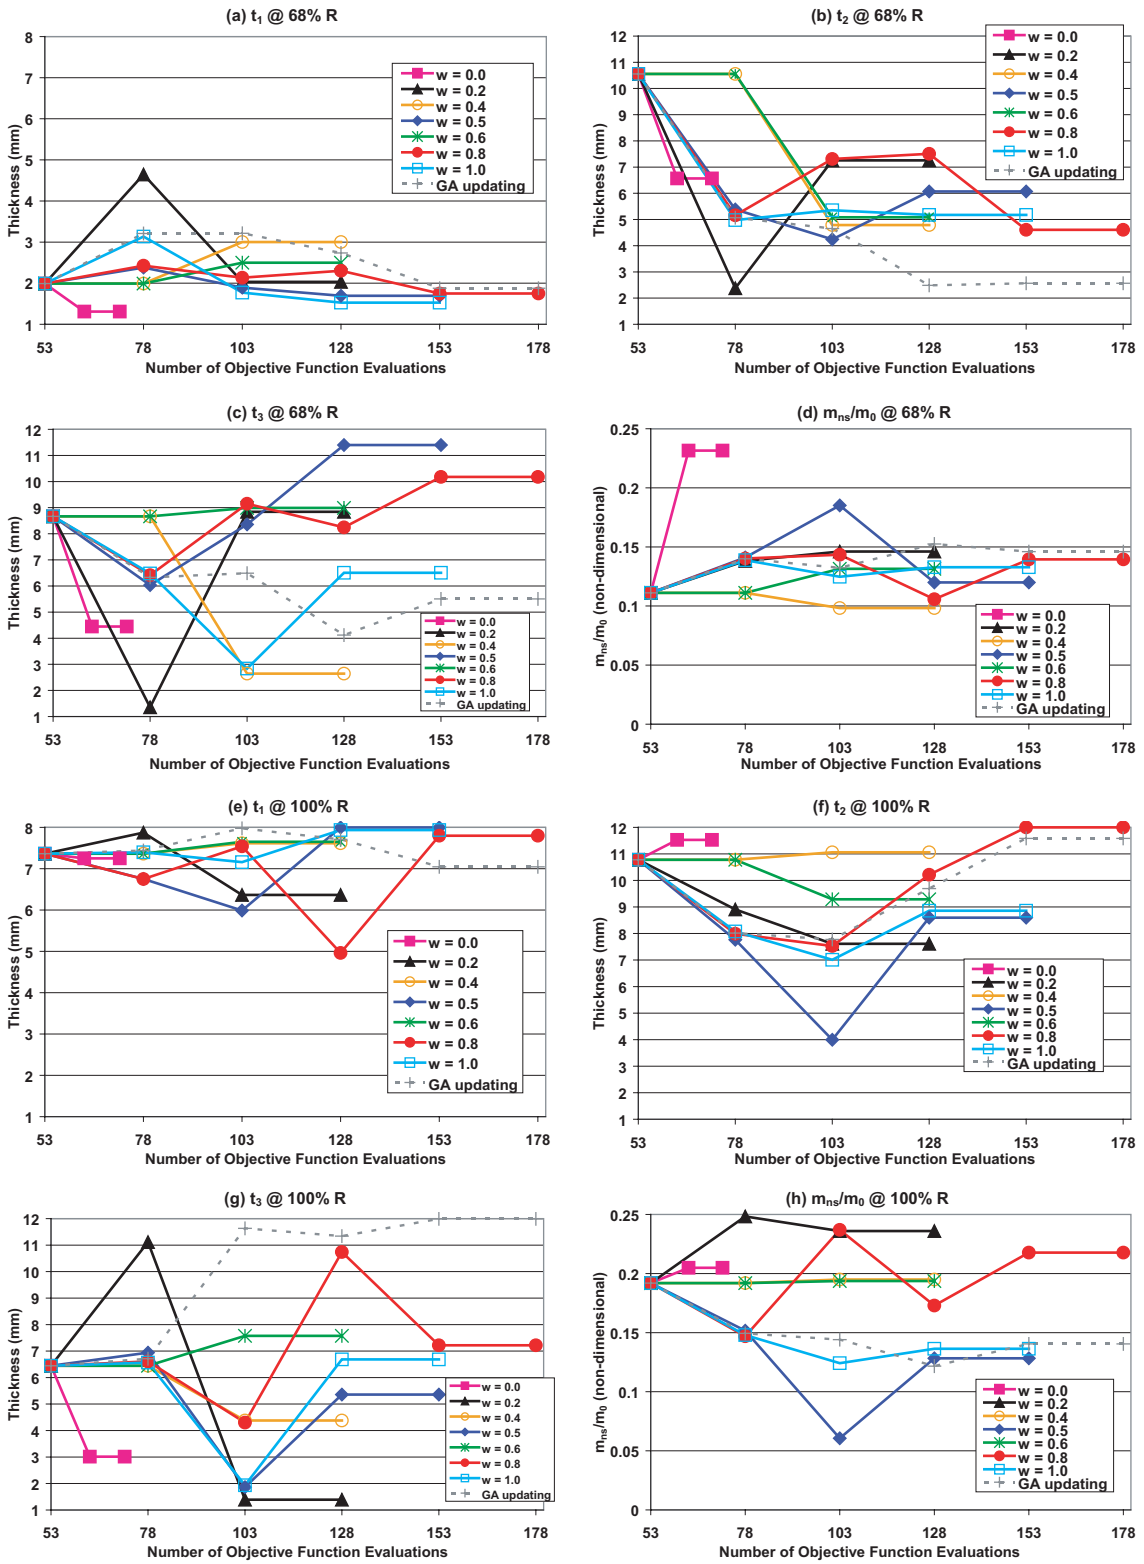 (a) t1 @ 68% R
Thickness (mm)
8
7
6
5
4
3
2
1
53 78 103 128 153 178
Number of Objective Function Evaluations
w = 0.0
w = 0.2
w = 0.4
w = 0.5
w = 0.6
w = 0.8
w = 1.0
GA updating
(b) t2 @ 68% R
Thickness (mm)
12
11
10
9
8
7
6
5
4
3
2
1
53 78 103 128 153 178
Number of Objective Function Evaluations
w = 0.0
w = 0.2
w = 0.4
w = 0.5
w = 0.6
w = 0.8
w = 1.0
GA updating
(c) t3 @ 68% R
Thickness (mm)
12
11
10
9
8
7
6
5
4
3
2
1
53 78 103 128 153 178
Number of Objective Function Evaluations
w = 0.0
w = 0.2
w = 0.4
w = 0.5
w = 0.6
w = 0.8
w = 1.0
GA updating
(d) mns/m0 @ 68% R
mns/m0 (non-dimensional)
0.25
0.2
0.15
0.1
0.05
0
53 78 103 128 153 178
Number of Objective Function Evaluations
w = 0.0
w = 0.2
w = 0.4
w = 0.5
w = 0.6
w = 0.8
w = 1.0
GA updating
(e) t1 @ 100% R
Thickness (mm)
8
7
6
5
4
3
2
1
53 78 103 128 153 178
Number of Objective Function Evaluations
w = 0.0
w = 0.2
w = 0.4
w = 0.5
w = 0.6
w = 0.8
w = 1.0
GA updating
(f) t2 @ 100% R
Thickness (mm)
12
11
10
9
8
7
6
5
4
3
2
1
53 78 103 128 153 178
Number of Objective Function Evaluations
w = 0.0
w = 0.2
w = 0.4
w = 0.5
w = 0.6
w = 0.8
w = 1.0
GA updating
(g) t3 @ 100% R
Thickness (mm)
12
11
10
9
8
7
6
5
4
3
2
1
53 78 103 128 153 178
Number of Objective Function Evaluations
w = 0.0
w = 0.2
w = 0.4
w = 0.5
w = 0.6
w = 0.8
w = 1.0
GA updating
(h) mns/m0 @ 100% R
mns/m0 (non-dimensional)
0.25
0.2
0.15
0.1
0.05
0
53 78 103 128 153 178
Number of Objective Function Evaluations
w = 0.0
w = 0.2
w = 0.4
w = 0.5
w = 0.6
w = 0.8
w = 1.0
GA updating